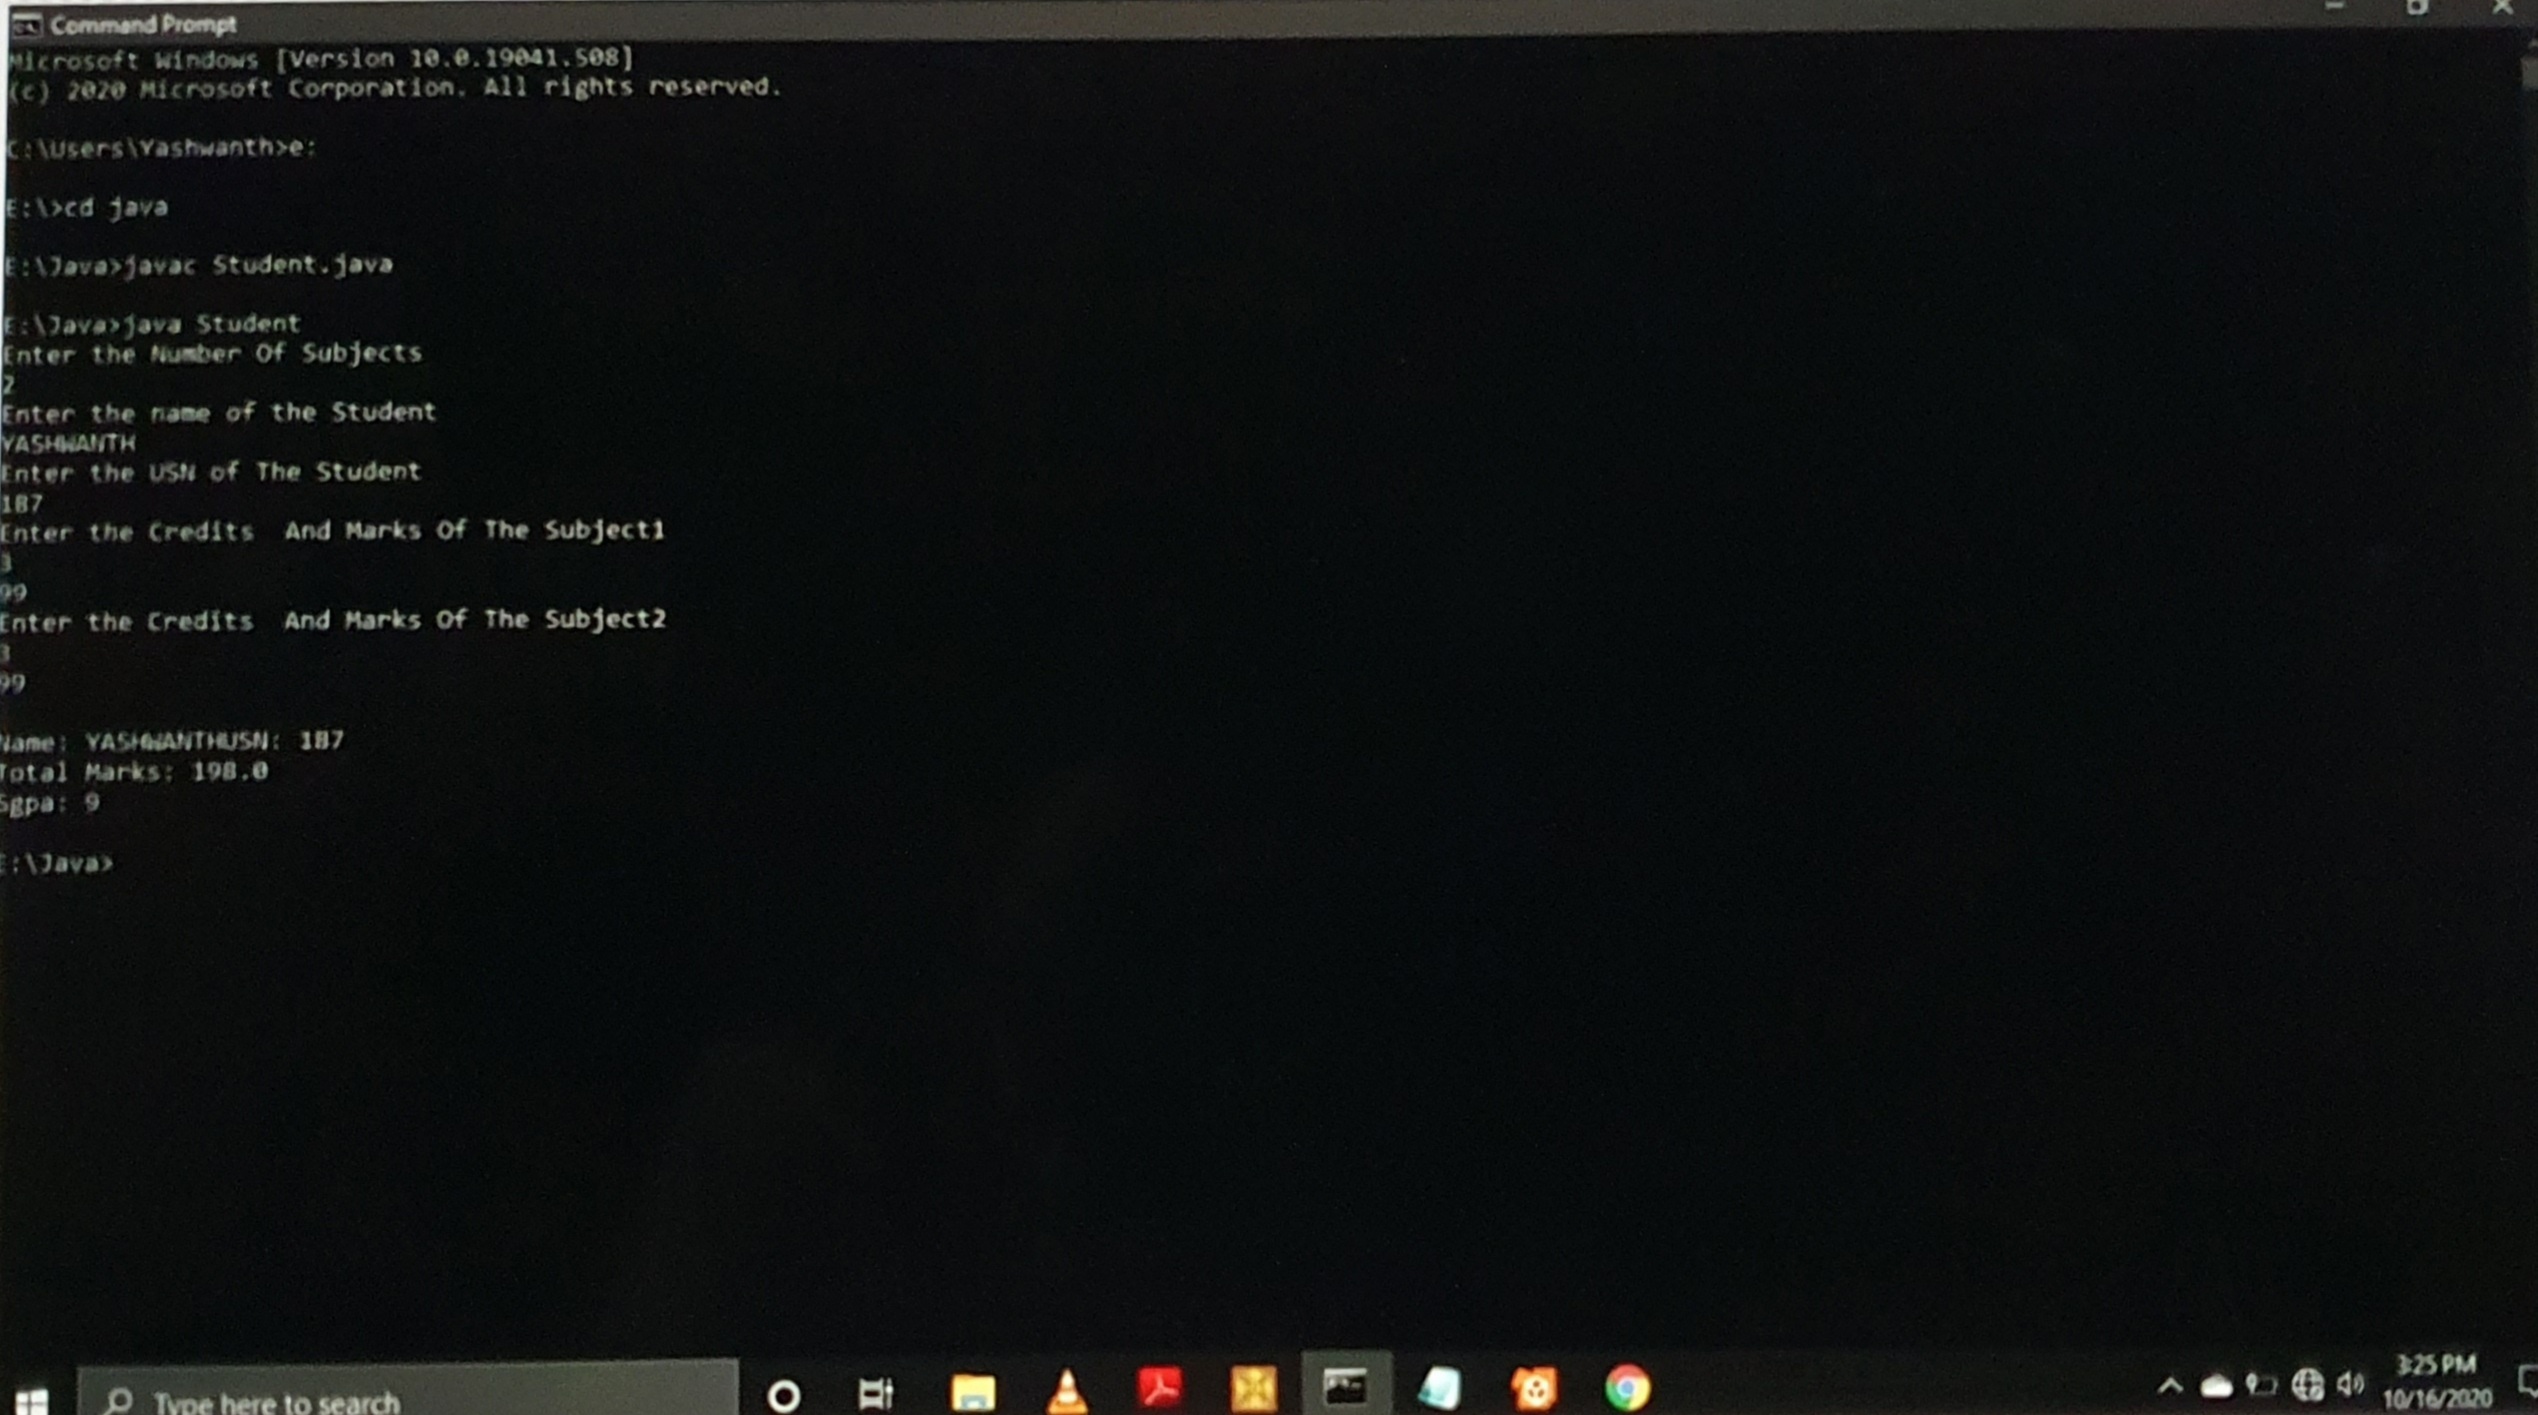 Command Prompt
Microsoft Windows [Version 10.0.19041.508]
(c) 2020 Microsoft Corporation. All rights reserved.
C:\Users\Yashwanth>e:
E:\>cd java
E:\Java>javac Student.java
E:\Java>java Student
Enter the Number Of Subjects
2
Enter the name of the Student
YASHWANTH
Enter the USN of The Student
187
Enter the Credits  And Marks Of The Subject1
3
99
Enter the Credits  And Marks Of The Subject2
3
99
Name: YASHWANTHUSN: 187
Total Marks: 198.0
Sgpa: 9
E:\Java>
Type here to search
3:25 PM
10/16/2020